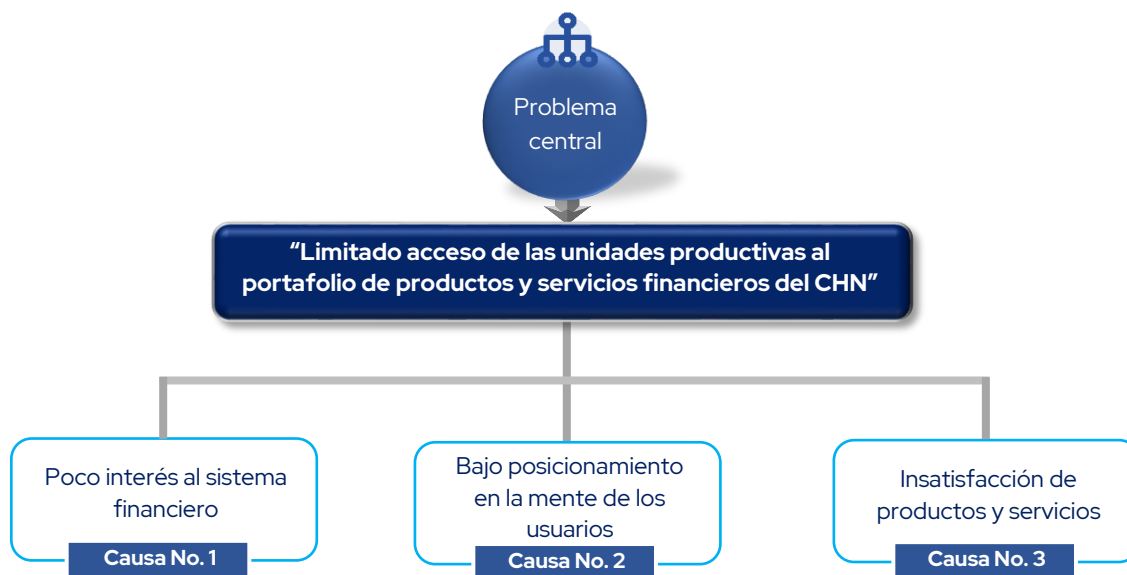 Problema
central
“Limitado acceso de las unidades productivas al
portafolio de productos y servicios financieros del CHN”
Poco interés al sistema
financiero
Causa No. 1
Bajo posicionamiento
en la mente de los
usuarios
Causa No. 2
Insatisfacción de
productos y servicios
Causa No. 3